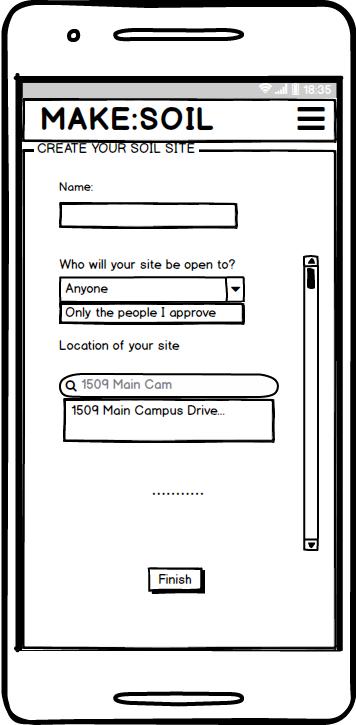 18:35
MAKE:SOIL
CREATE YOUR SOIL SITE
Name:
Who will your site be open to?
Anyone
Only the people I approve
Location of your site
1509 Main Cam
1509 Main Campus Drive...
...........
Finish